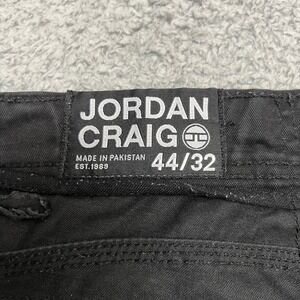 JORDAN
CRAIG
MADE IN PAKISTAN
EST.1989 44/32